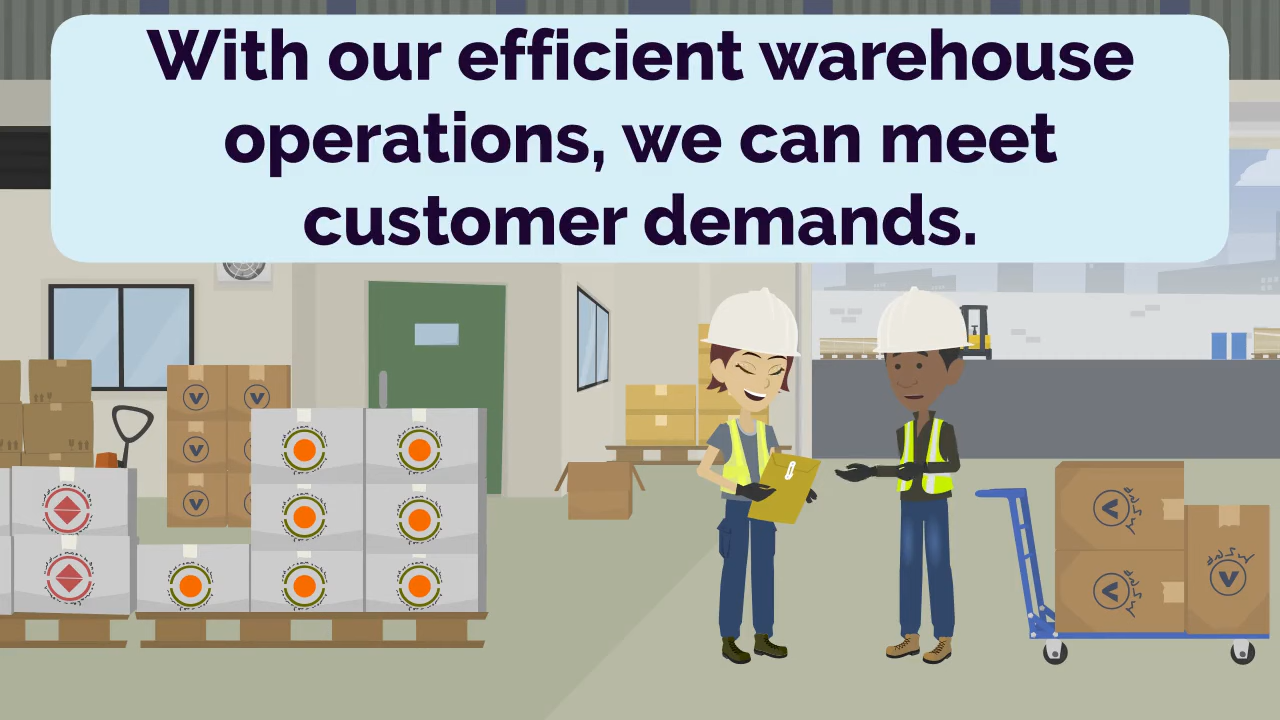 With our efficient warehouse
operations, we can meet
customer demands.
V
V
V
V
V
V
V